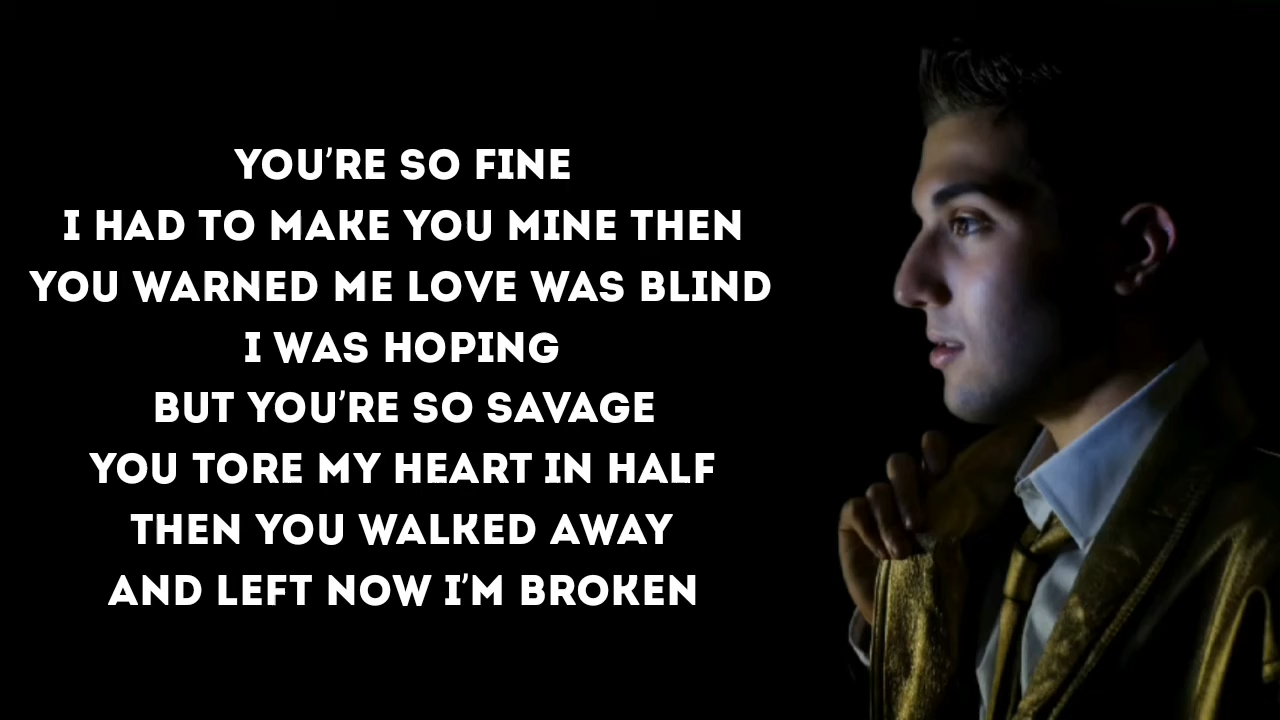 YOU'RE SO FINE
I HAD TO MAKE YOU MINE THEN
YOU WARNED ME LOVE WAS BLIND
I WAS HOPING
BUT YOU'RE SO SAVAGE
YOU TORE MY HEART IN HALF
THEN YOU WALKED AWAY
AND LEFT NOW I'M BROKEN